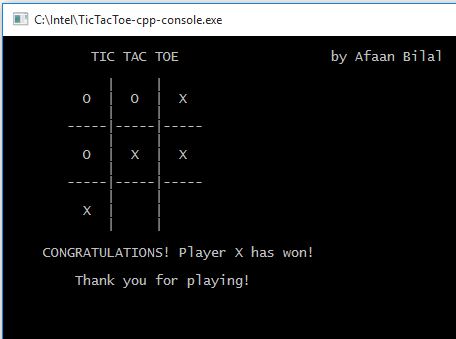 C:\Intel\TicTacToe-cpp-console.exe
TIC TAC TOE by Afaan Bilal
O | O | X
-----|-----|-----
O | X | X
-----|-----|-----
X | |
CONGRATULATIONS! Player X has won!
Thank you for playing!